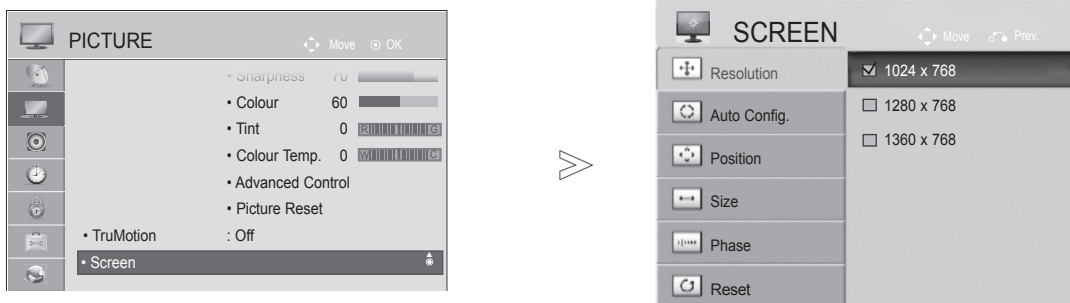 PICTURE
Move OK
• Sharpness 70
• Colour 60
• Tint 0 R G
• Colour Temp. 0 W C
• Advanced Control
• Picture Reset
• TruMotion : Off
• Screen
SCREEN
Move Prev.
Resolution
Auto Config.
Position
Size
Phase
Reset
1024 x 768
1280 x 768
1360 x 768